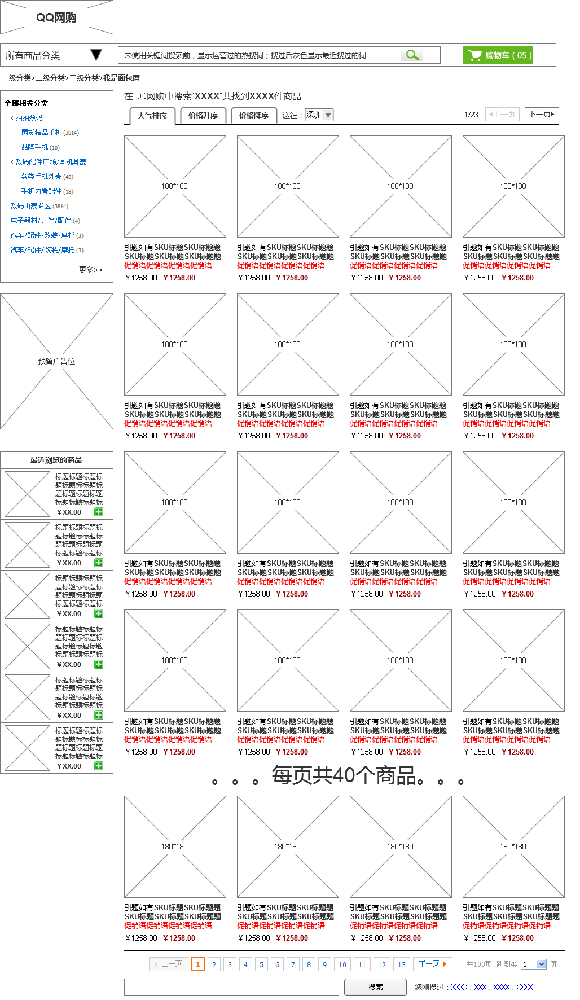 QQ网购
所有商品分类 ▼ 未使用关键词搜索前，显示运营过的热搜词；搜过后灰色显示最近搜过的词 购物车（05）
一级分类>二级分类>三级分类>我是面包屑
全部相关分类
拍拍数码
国货精品手机 (3814)
品牌手机 (10)
数码配件广场/耳机耳麦
各类手机外壳 (48)
手机内置配件 (18)
数码山寨专区 (3814)
电子器材/元件/配件 (4)
汽车/配件/改装/摩托 (3)
汽车/配件/改装/摩托 (3)
更多>>
预留广告位
最近浏览的商品
标题标题标题标
题标题标标题标
题标题标题标题
标题标题标题标
￥XX.00
标题标题标题标
题标题标标题标
题标题标题标题
标题标题标题标
￥XX.00
标题标题标题标
题标题标标题标
题标题标题标题
标题标题标题标
￥XX.00
标题标题标题标
题标题标标题标
题标题标题标题
标题标题标题标
￥XX.00
标题标题标题标
题标题标标题标
题标题标题标题
标题标题标题标
￥XX.00
标题标题标题标
题标题标标题标
题标题标题标题
标题标题标题标
￥XX.00
在QQ网购中搜索"XXXX"共找到XXXX件商品
人气排序 价格升序 价格降序 送往：深圳 1/23 上一页 下一页
180*180 180*180 180*180 180*180
引题如有SKU标题SKU标题题 引题如有SKU标题SKU标题题 引题如有SKU标题SKU标题题 引题如有SKU标题SKU标题题
SKU标题SKU标题SKU标题题 SKU标题SKU标题SKU标题题 SKU标题SKU标题SKU标题题 SKU标题SKU标题SKU标题题
促销语促销语促销语促销语 促销语促销语促销语促销语 促销语促销语促销语促销语 促销语促销语促销语促销语
￥1258.00 ￥1258.00 ￥1258.00 ￥1258.00 ￥1258.00 ￥1258.00 ￥1258.00 ￥1258.00
180*180 180*180 180*180 180*180
引题如有SKU标题SKU标题题 引题如有SKU标题SKU标题题 引题如有SKU标题SKU标题题 引题如有SKU标题SKU标题题
SKU标题SKU标题SKU标题题 SKU标题SKU标题SKU标题题 SKU标题SKU标题SKU标题题 SKU标题SKU标题SKU标题题
促销语促销语促销语促销语 促销语促销语促销语促销语 促销语促销语促销语促销语 促销语促销语促销语促销语
￥1258.00 ￥1258.00 ￥1258.00 ￥1258.00 ￥1258.00 ￥1258.00 ￥1258.00 ￥1258.00
180*180 180*180 180*180 180*180
引题如有SKU标题SKU标题题 引题如有SKU标题SKU标题题 引题如有SKU标题SKU标题题 引题如有SKU标题SKU标题题
SKU标题SKU标题SKU标题题 SKU标题SKU标题SKU标题题 SKU标题SKU标题SKU标题题 SKU标题SKU标题SKU标题题
促销语促销语促销语促销语 促销语促销语促销语促销语 促销语促销语促销语促销语 促销语促销语促销语促销语
￥1258.00 ￥1258.00 ￥1258.00 ￥1258.00 ￥1258.00 ￥1258.00 ￥1258.00 ￥1258.00
180*180 180*180 180*180 180*180
引题如有SKU标题SKU标题题 引题如有SKU标题SKU标题题 引题如有SKU标题SKU标题题 引题如有SKU标题SKU标题题
SKU标题SKU标题SKU标题题 SKU标题SKU标题SKU标题题 SKU标题SKU标题SKU标题题 SKU标题SKU标题SKU标题题
促销语促销语促销语促销语 促销语促销语促销语促销语 促销语促销语促销语促销语 促销语促销语促销语促销语
￥1258.00 ￥1258.00 ￥1258.00 ￥1258.00 ￥1258.00 ￥1258.00 ￥1258.00 ￥1258.00
。。。每页共40个商品。。。
180*180 180*180 180*180 180*180
引题如有SKU标题SKU标题题 引题如有SKU标题SKU标题题 引题如有SKU标题SKU标题题 引题如有SKU标题SKU标题题
SKU标题SKU标题SKU标题题 SKU标题SKU标题SKU标题题 SKU标题SKU标题SKU标题题 SKU标题SKU标题SKU标题题
促销语促销语促销语促销语 促销语促销语促销语促销语 促销语促销语促销语促销语 促销语促销语促销语促销语
￥1258.00 ￥1258.00 ￥1258.00 ￥1258.00 ￥1258.00 ￥1258.00 ￥1258.00 ￥1258.00
上一页 1 2 3 4 5 6 7 8 9 10 11 12 13 下一页 共100页 跳到第 1 页
搜索 您刚搜过：XXXX，XXX，XXXX，XXXX